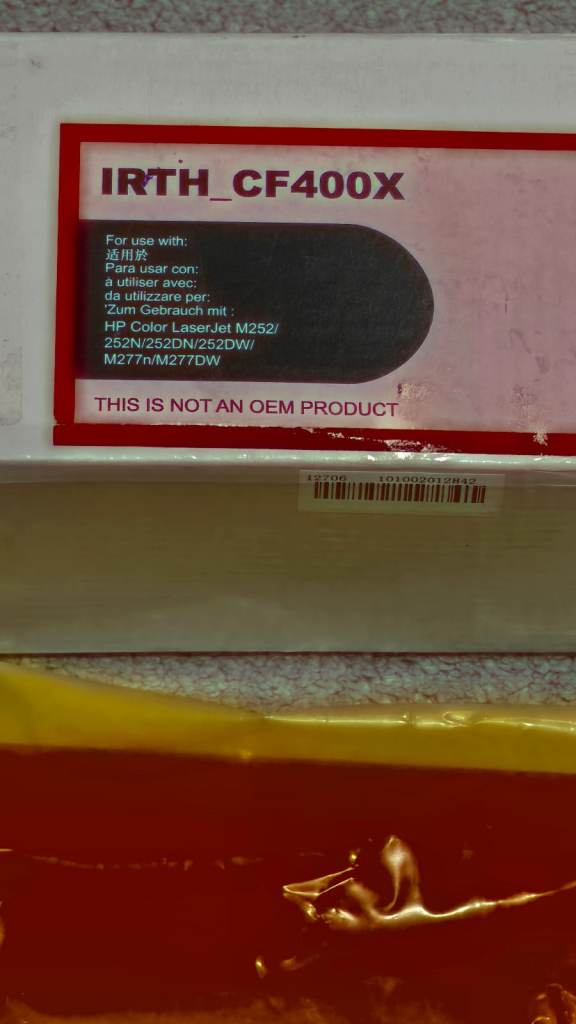 IRTH_CF400X
For use with:
适用於
Para usar con:
à utiliser avec:
da utilizzare per:
'Zum Gebrauch mit :
HP Color LaserJet M252/
252N/252DN/252DW/
M277n/M277DW
THIS IS NOT AN OEM PRODUCT
12706 101002012842